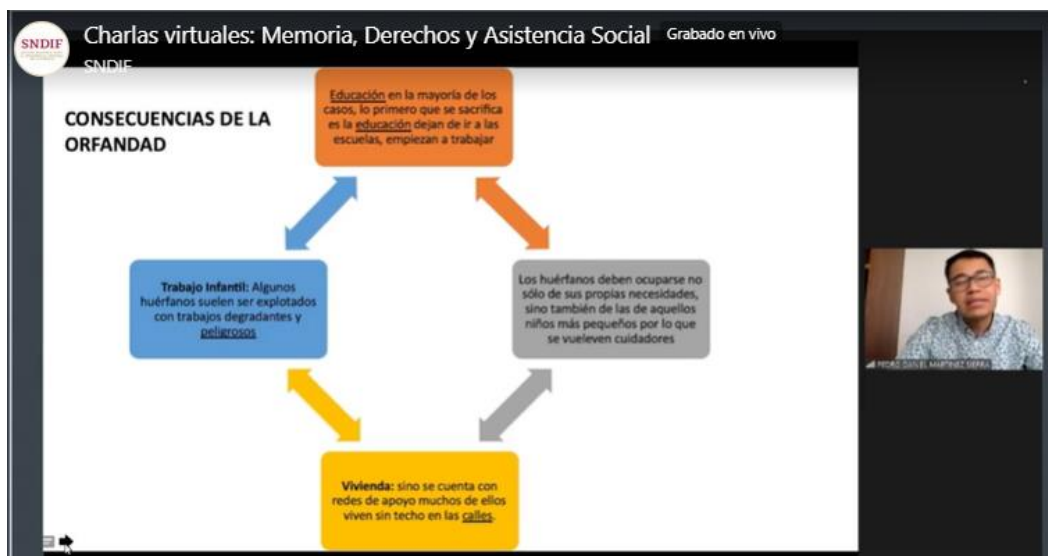 SNDIF
Charlas virtuales: Memoria, Derechos y Asistencia Social
Grabado en vivo
SNDIF
CONSECUENCIAS DE LA
ORFANDAD
Educación en la mayoría de los
casos, lo primero que se sacrifica
es la educación dejan de ir a las
escuelas, empiezan a trabajar
Trabajo Infantil: Algunos
huérfanos suelen ser explotados
con trabajos degradantes y
peligrosos
Los huérfanos deben ocuparse no
sólo de sus propias necesidades,
sino también de las de aquellos
niños más pequeños por lo que
se vueleven cuidadores
Vivienda: sino se cuenta con
redes de apoyo muchos de ellos
viven sin techo en las calles.
PEDRO DANIEL MARTINEZ SIERRA